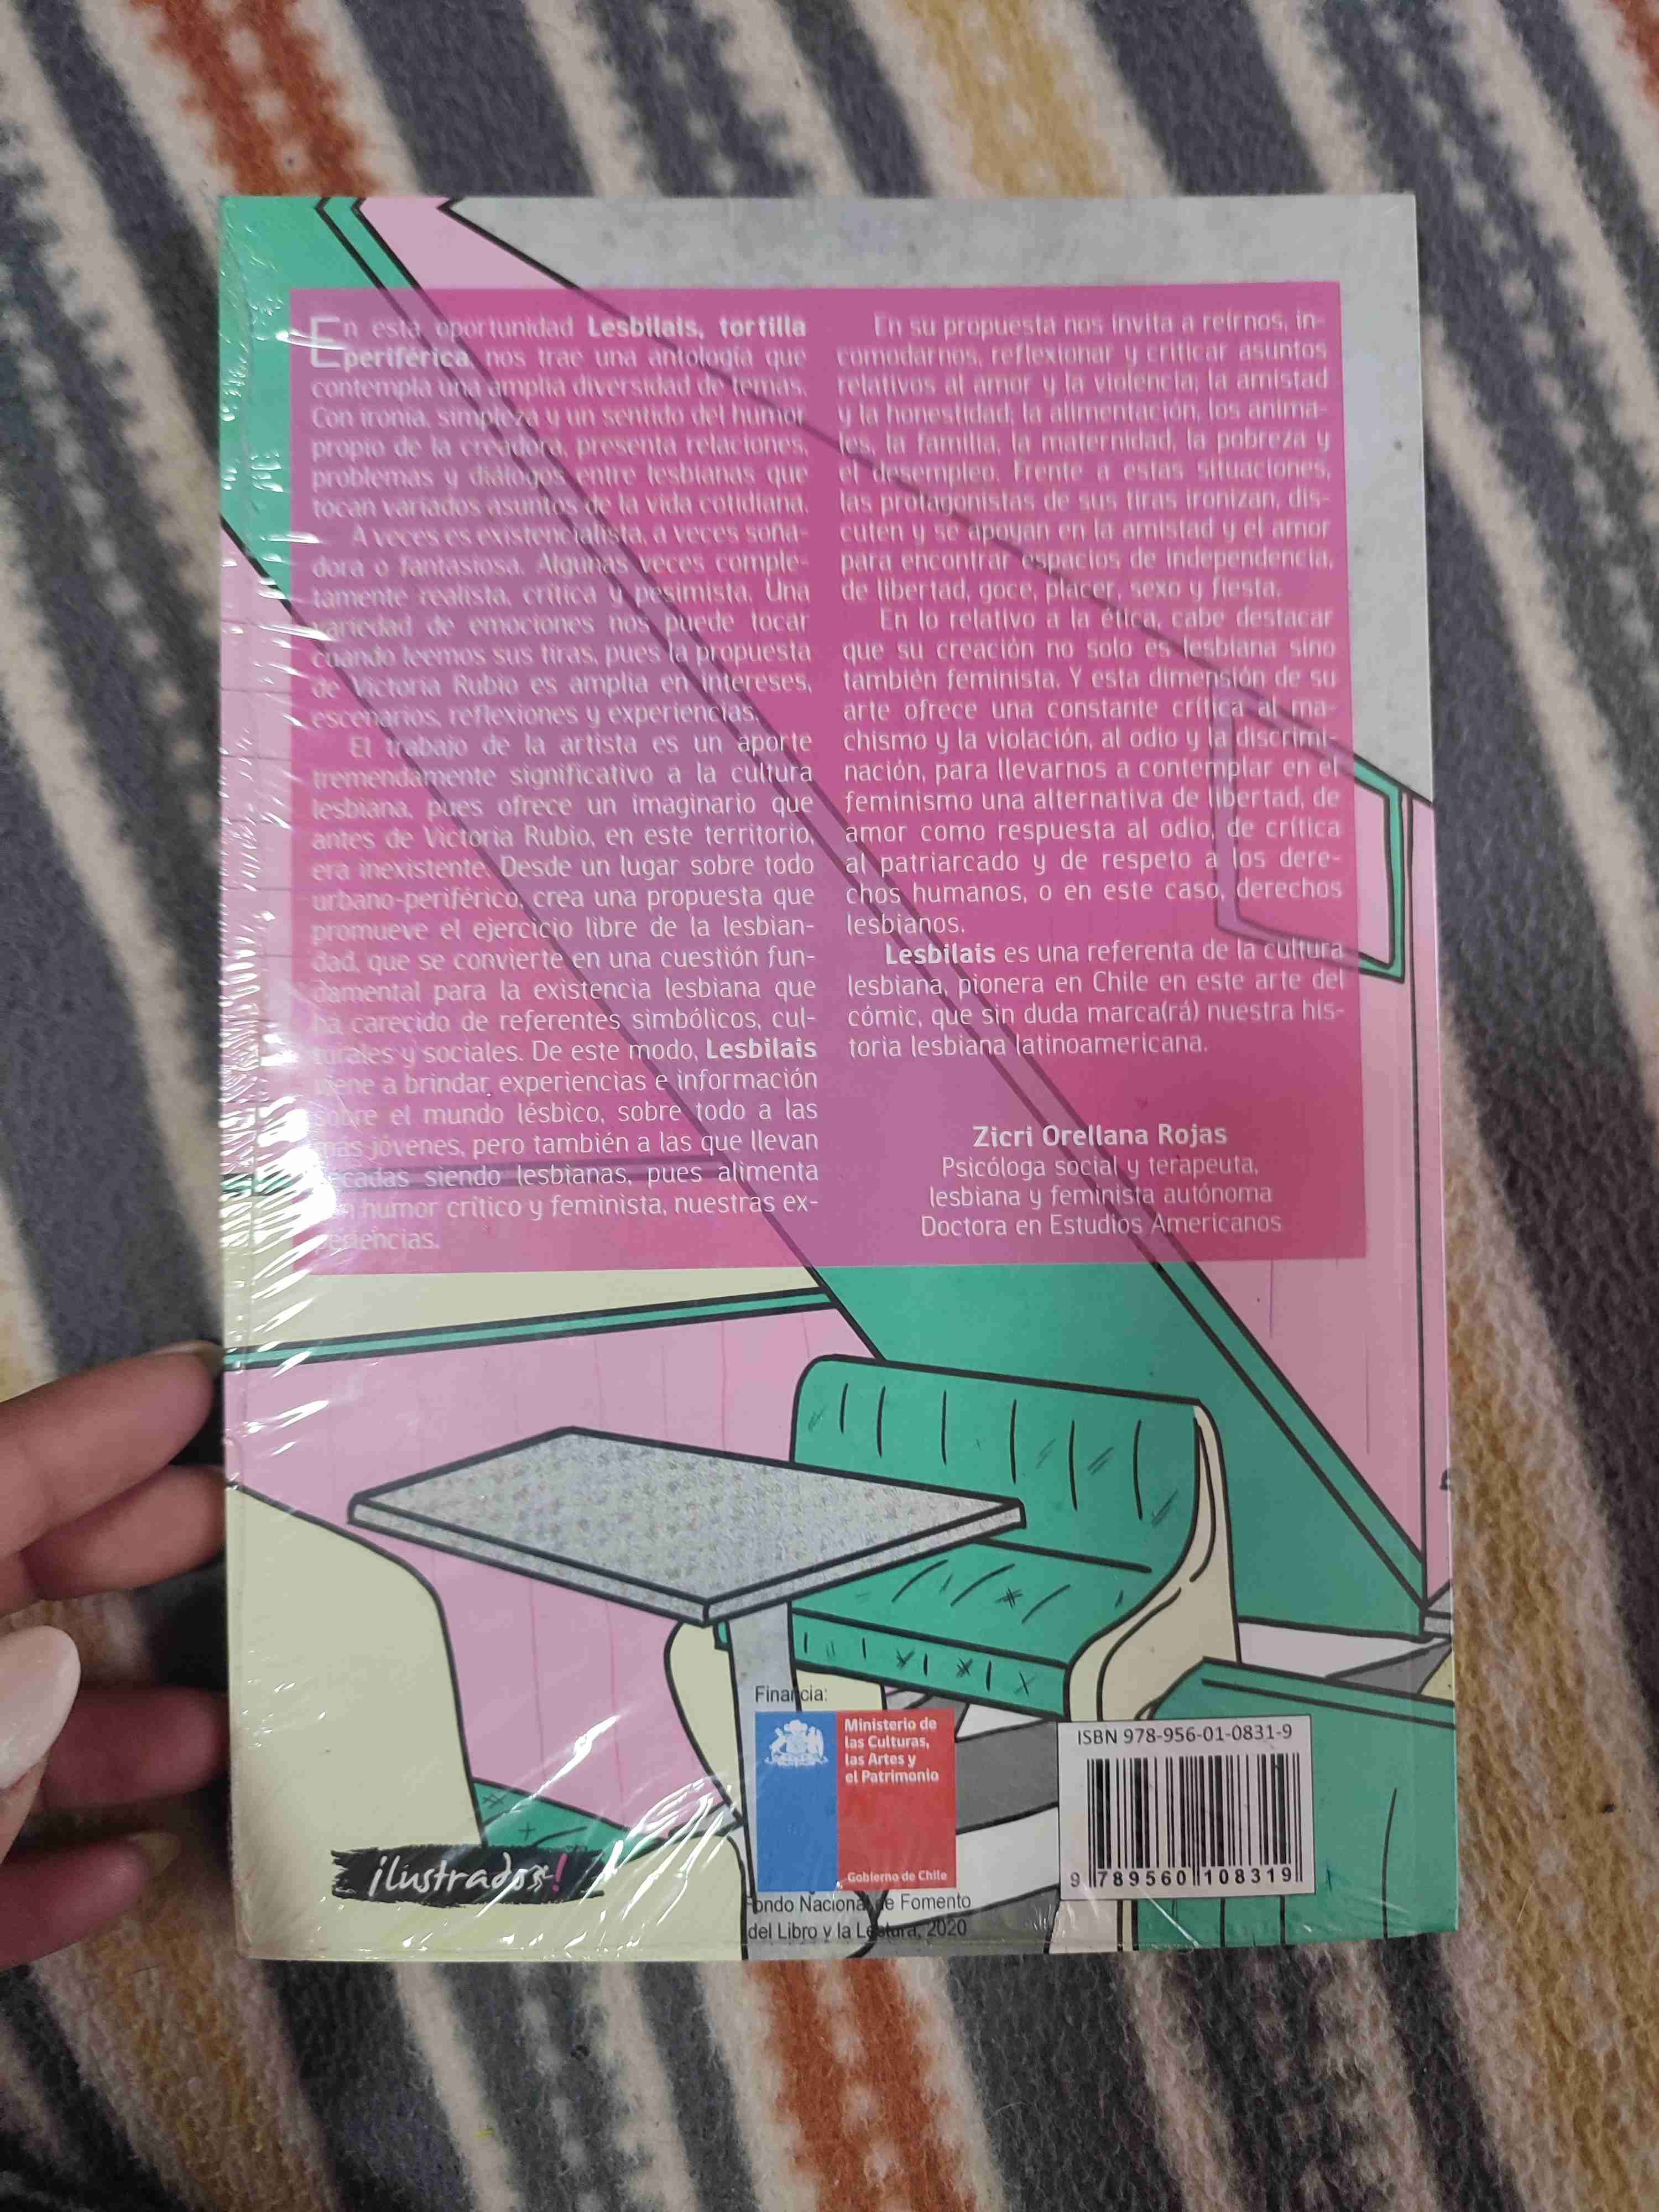 En esta oportunidad Lesbilais, tortilla
periférica, nos trae una antología que
contempla una amplia diversidad de temas.
Con ironía, simpleza y un sentido del humor
propio de la creadora, presenta relaciones,
problemas y diálogos entre lesbianas que
tocan variados asuntos de la vida cotidiana.
A veces es existencialista, a veces soña-
dora o fantasiosa. Algunas veces comple-
tamente realista, crítica y pesimista. Una
variedad de emociones nos puede tocar
cuando leemos sus tiras, pues la propuesta
de Victoria Rubio es amplia en intereses,
escenarios, reflexiones y experiencias.
El trabajo de la artista es un aporte
tremendamente significativo a la cultura
lesbiana, pues ofrece un imaginario que
antes de Victoria Rubio, en este territorio,
era inexistente. Desde un lugar sobre todo
urbano-periférico, crea una propuesta que
promueve el ejercicio libre de la lesbian-
dad, que se convierte en una cuestión fun-
damental para la existencia lesbiana que
ha carecido de referentes simbólicos, cul-
turales y sociales. De este modo, Lesbilais
viene a brindar experiencias e información
sobre el mundo lésbico, sobre todo a las
más jóvenes, pero también a las que llevan
décadas siendo lesbianas, pues alimenta
con humor crítico y feminista, nuestras ex-
periencias.
En su propuesta nos invita a reírnos, in-
comodarnos, reflexionar y criticar asuntos
relativos al amor y la violencia; la amistad
y la honestidad; la alimentación, los anima-
les, la familia, la maternidad, la pobreza y
el desempleo. Frente a estas situaciones,
las protagonistas de sus tiras ironizan, dis-
cuten y se apoyan en la amistad y el amor
para encontrar espacios de independencia,
de libertad, goce, placer, sexo y fiesta.
En lo relativo a la ética, cabe destacar
que su creación no solo es lesbiana sino
también feminista. Y esta dimensión de su
arte ofrece una constante crítica al ma-
chismo y la violación, al odio y la discrimi-
nación, para llevarnos a contemplar en el
feminismo una alternativa de libertad, de
amor como respuesta al odio, de crítica
al patriarcado y de respeto a los dere-
chos humanos, o en este caso, derechos
lesbianos.
Lesbilais es una referenta de la cultura
lesbiana, pionera en Chile en este arte del
cómic, que sin duda marca(rá) nuestra his-
toria lesbiana latinoamericana.
Zicri Orellana Rojas
Psicóloga social y terapeuta,
lesbiana y feminista autónoma
Doctora en Estudios Americanos
Financia:
Ministerio de
las Culturas,
las Artes y
el Patrimonio
Gobierno de Chile
Fondo Nacional de Fomento
del Libro y la Lectura, 2020
ilustrados!
ISBN 978-956-01-0831-9
9 789560 108319